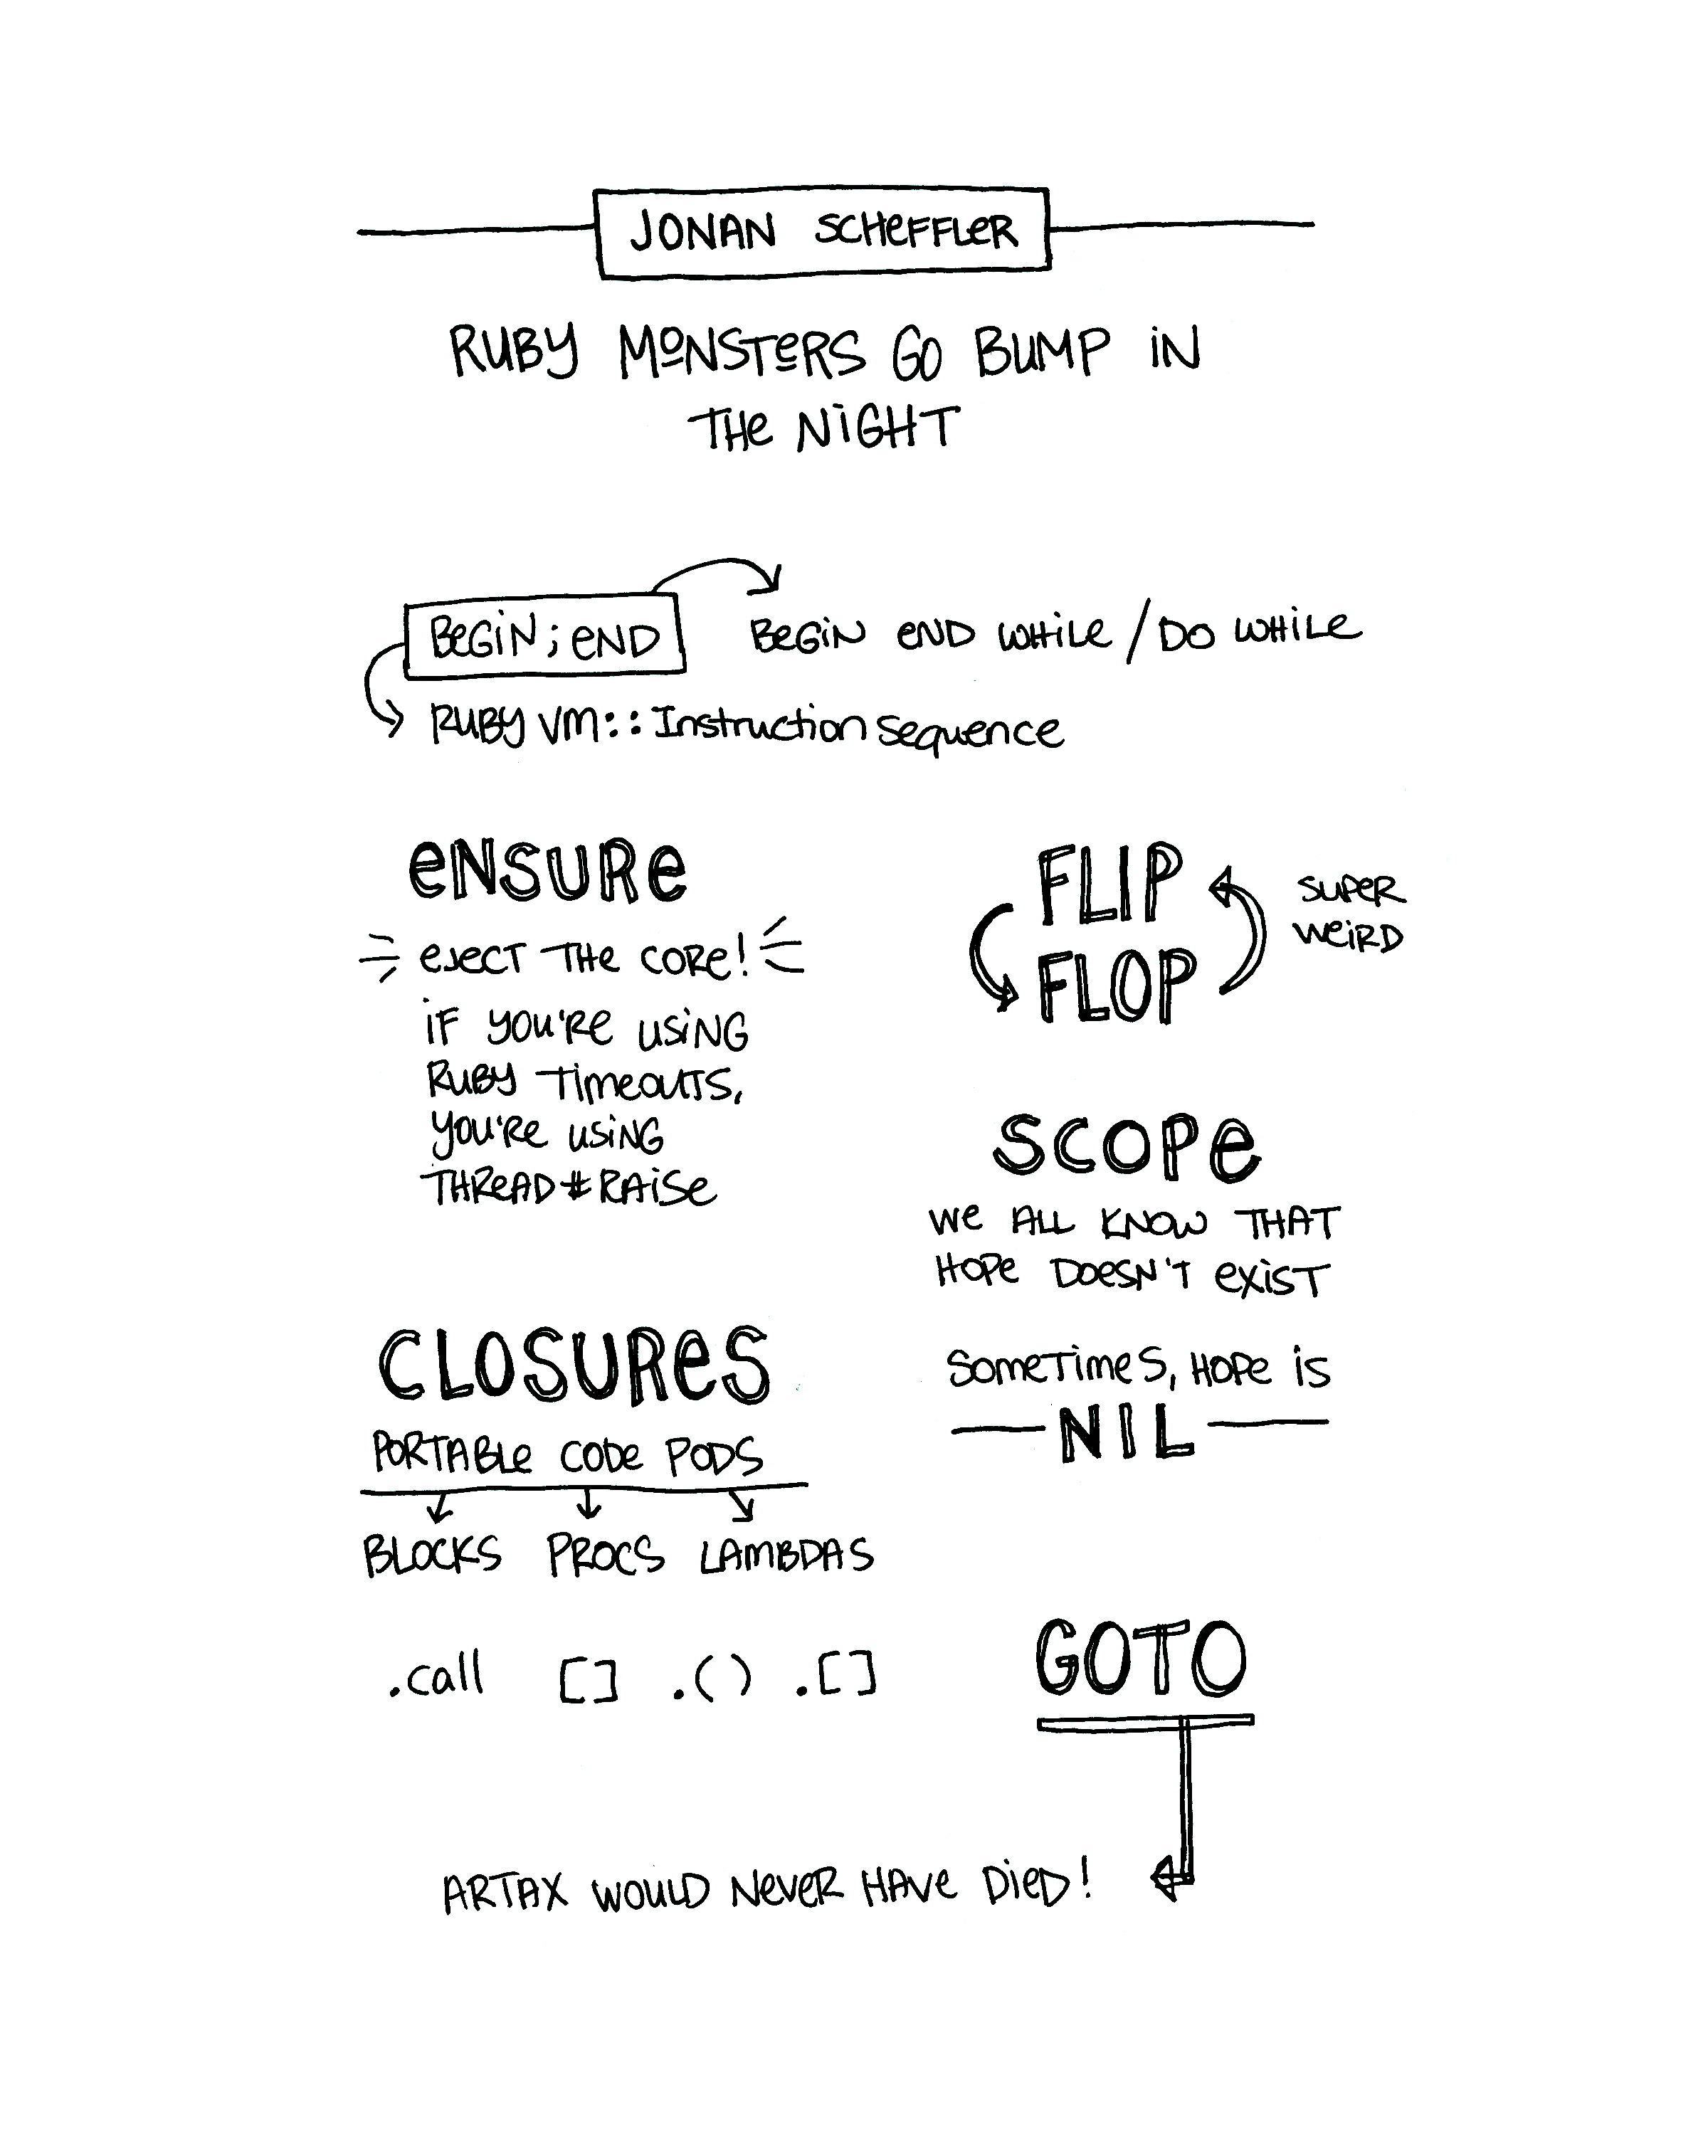 JONAN SCHEFFLER
RUBY MONSTERS GO BUMP IN
THE NIGHT
BEGIN; END
BEGIN END WHILE / DO WHILE
RUBY VM::Instruction Sequence
ENSURE
EJECT THE CORE!
IF YOU'RE USING
RUBY TIMEOUTS,
YOU'RE USING
THREAD#RAISE
FLIP
FLOP
SUPER
WEIRD
SCOPE
WE ALL KNOW THAT
HOPE DOESN'T EXIST
SOMETIMES, HOPE IS
NIL
CLOSURES
PORTABLE CODE PODS
BLOCKS PROCS LAMBDAS
.call [] .() .[]
GOTO
ARTAX WOULD NEVER HAVE DIED!